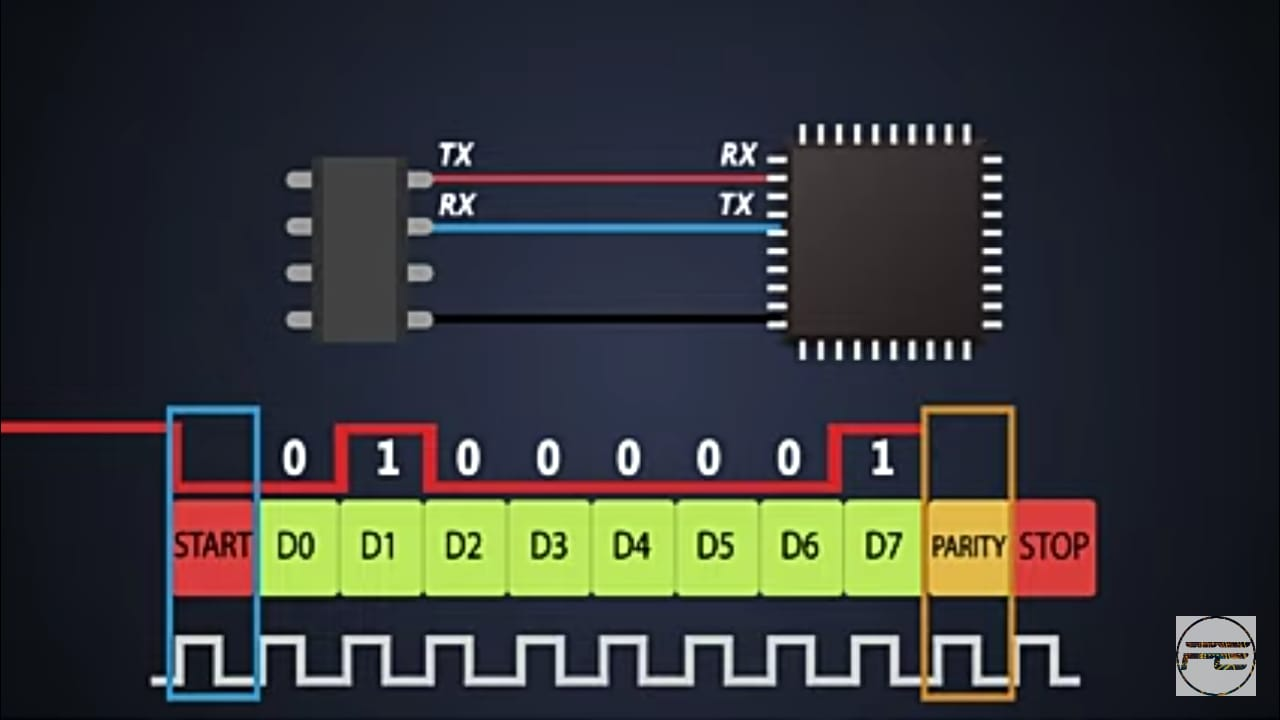 TX RX
RX TX
0 1 0 0 0 0 0 1
START D0 D1 D2 D3 D4 D5 D6 D7 PARITY STOP